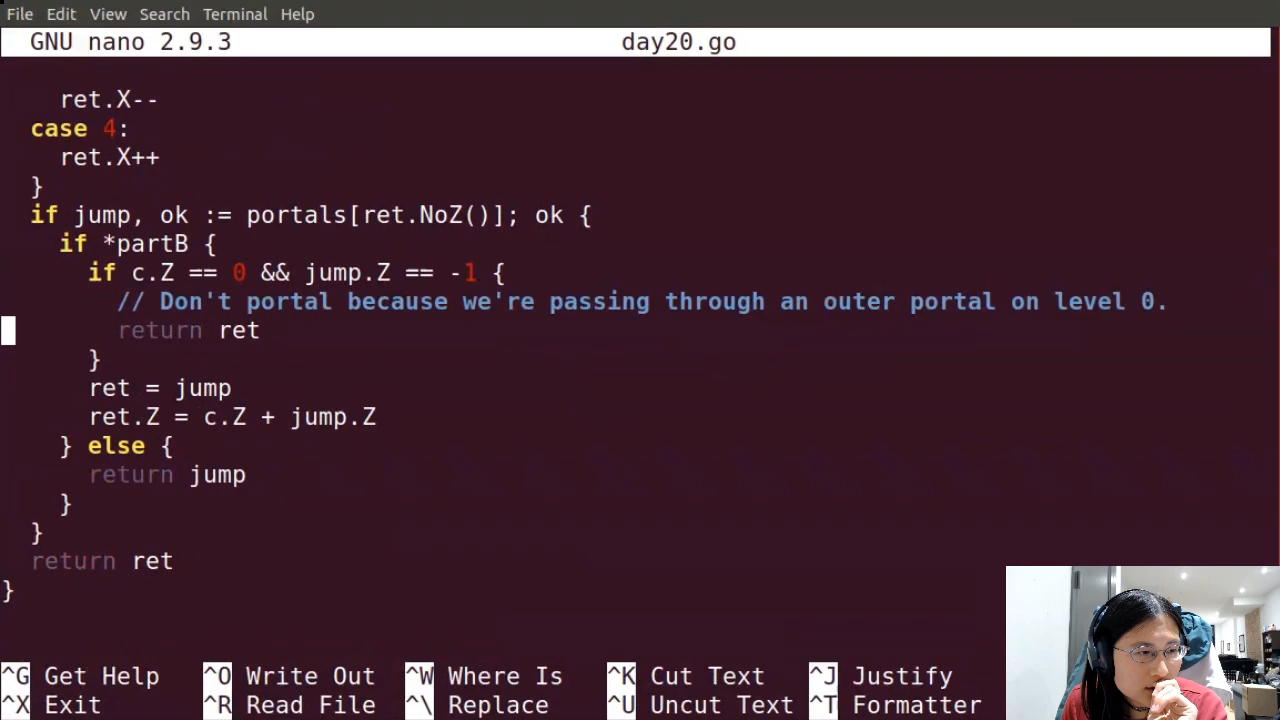 File Edit View Search Terminal Help
GNU nano 2.9.3 day20.go
ret.X--
case 4:
ret.X++
}
if jump, ok := portals[ret.NoZ()]; ok {
if *partB {
if c.Z == 0 && jump.Z == -1 {
// Don't portal because we're passing through an outer portal on level 0.
return ret
}
ret = jump
ret.Z = c.Z + jump.Z
} else {
return jump
}
}
return ret
}
^G Get Help ^O Write Out ^W Where Is ^K Cut Text ^J Justify
^X Exit ^R Read File ^\ Replace ^U Uncut Text ^T Formatter